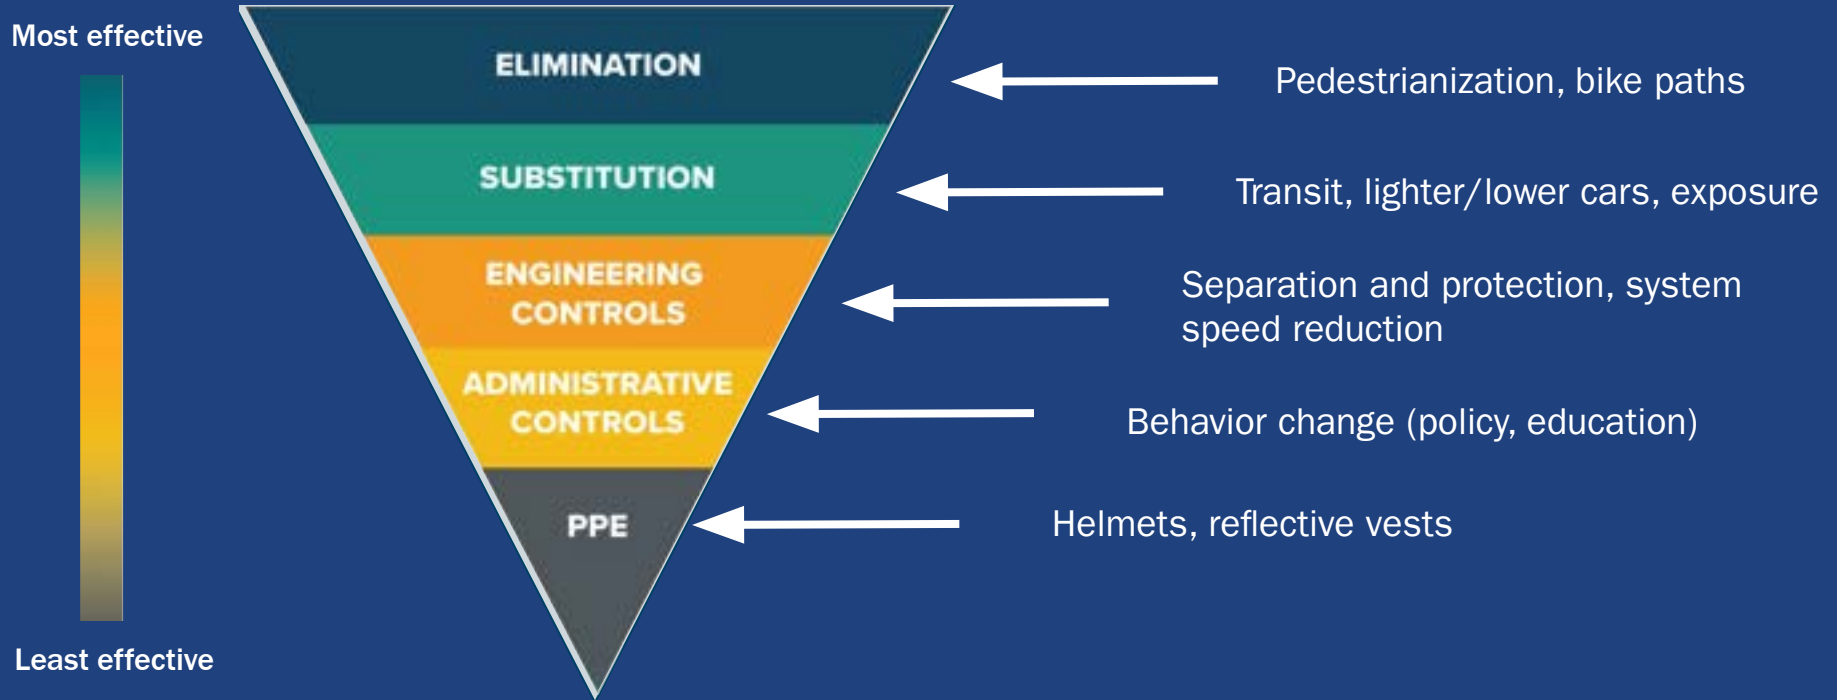 Most effective
ELIMINATION
Pedestrianization, bike paths
SUBSTITUTION
Transit, lighter/lower cars, exposure
ENGINEERING
CONTROLS
Separation and protection, system
speed reduction
ADMINISTRATIVE
CONTROLS
Behavior change (policy, education)
PPE
Helmets, reflective vests
Least effective